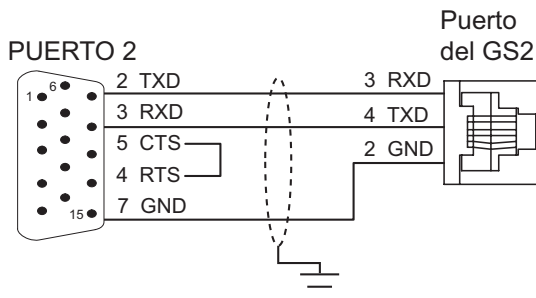 PUERTO 2
Puerto
del GS2
1
6
15
2 TXD
3 RXD
5 CTS
4 RTS
7 GND
3 RXD
4 TXD
2 GND